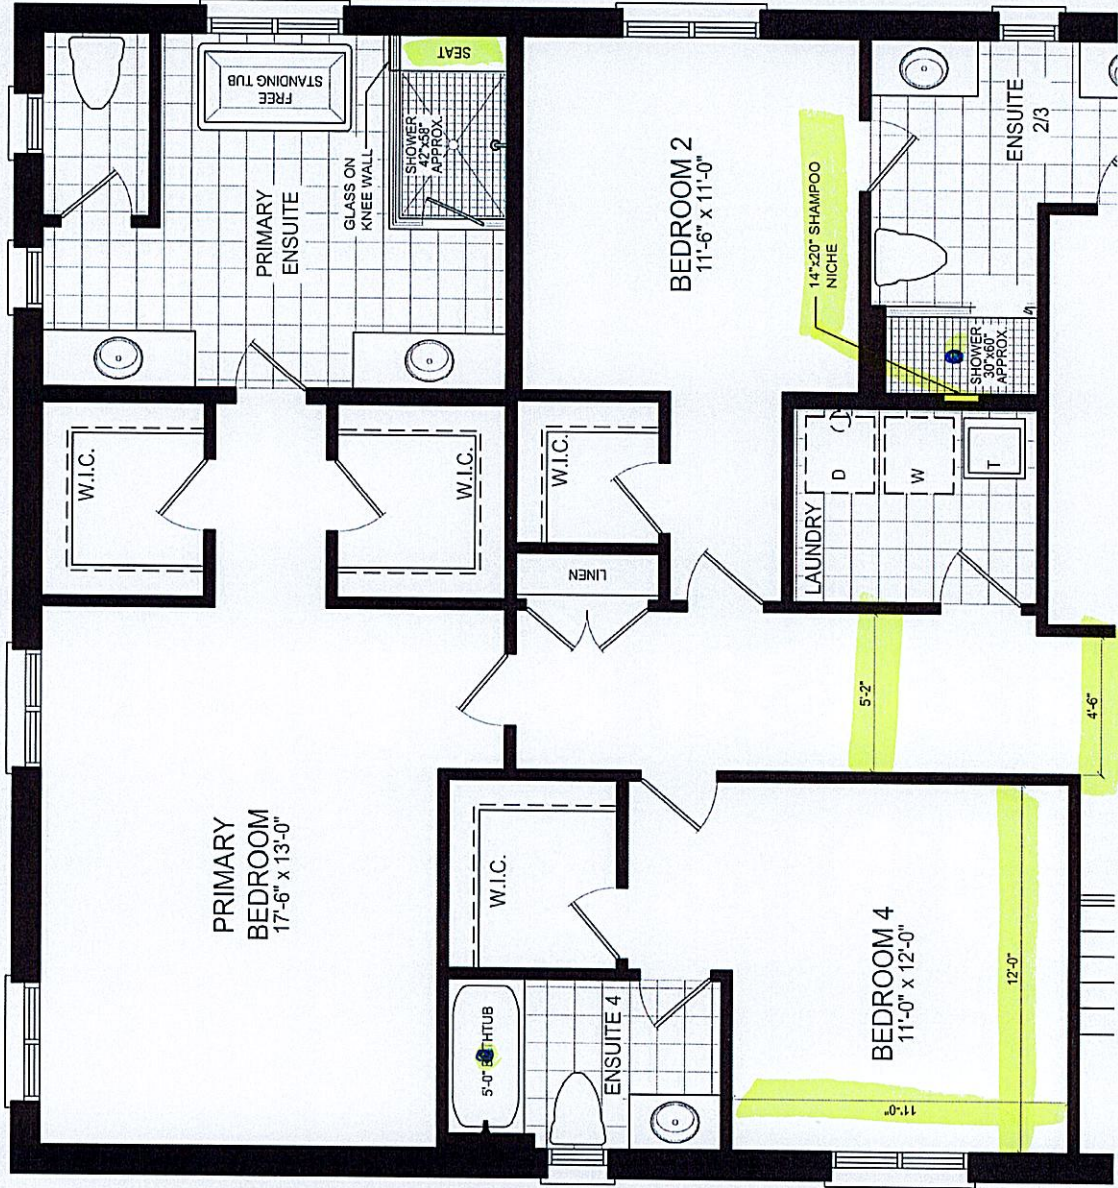 SEAT
FREE
STANDING TUB
SHOWER
42"x58"
APPROX.
GLASS ON
KNEE WALL
PRIMARY
ENSUITE
BEDROOM 2
11'-6" x 11'-0"
14"x20" SHAMPOO
NICHE
ENSUITE
2/3
SHOWER
30"x60"
APPROX.
W.I.C.
W.I.C.
W.I.C.
LINEN
LAUNDRY
D
W
T
5'-2"
4'-6"
PRIMARY
BEDROOM
17'-6" x 13'-0"
W.I.C.
5'-0"
ENSUITE 4
BEDROOM 4
11'-0" x 12'-0"
12'-0"
11'-0"